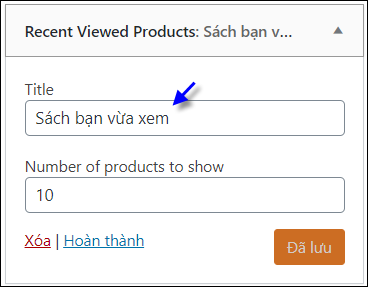 Recent Viewed Products: Sách bạn v...
Title
Sách bạn vừa xem
Number of products to show
10
Xóa | Hoàn thành
Đã lưu